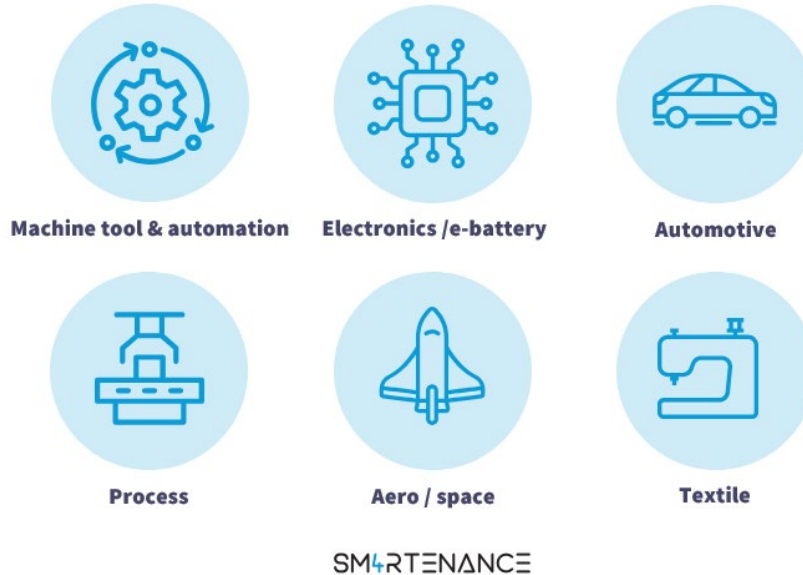 Machine tool & automation
Electronics /e-battery
Automotive
Process
Aero / space
Textile
SM4RTENANCE